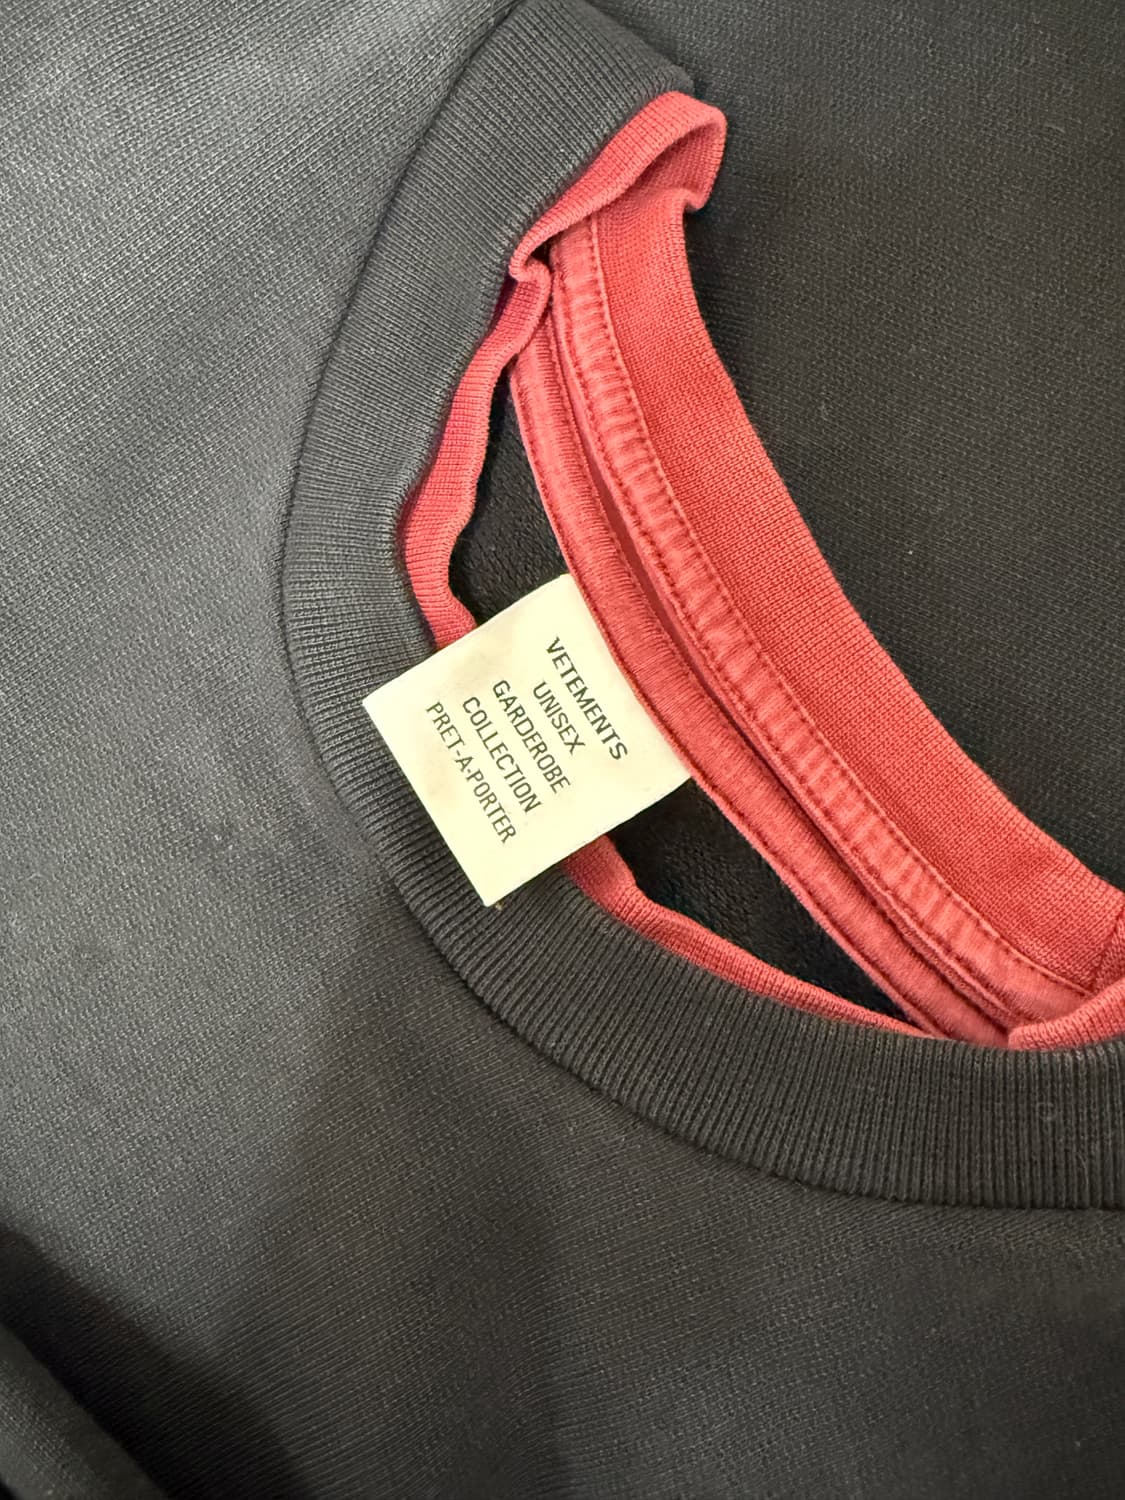 VETEMENTS
UNISEX
GARDEROBE
COLLECTION
PRET-A-PORTER